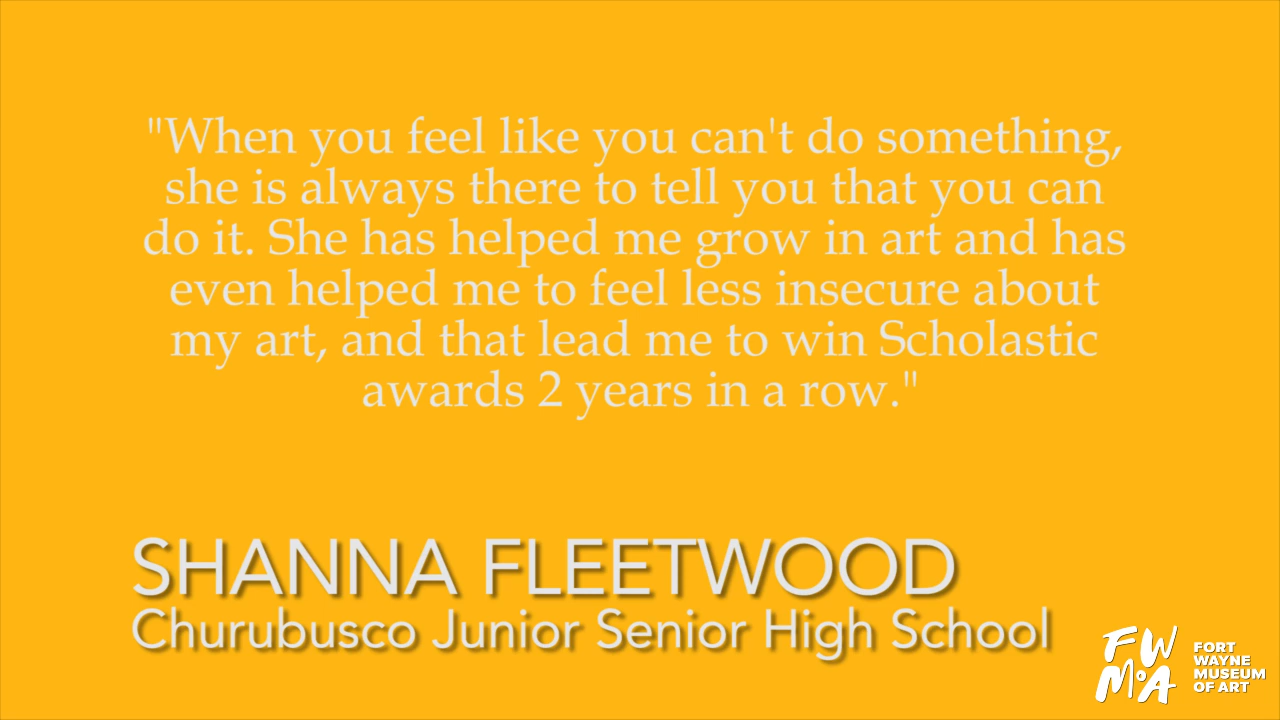 "When you feel like you can't do something,
she is always there to tell you that you can
do it. She has helped me grow in art and has
even helped me to feel less insecure about
my art, and that lead me to win Scholastic
awards 2 years in a row."
SHANNA FLEETWOOD
Churubusco Junior Senior High School
FW
MoA
FORT
WAYNE
MUSEUM
OF ART